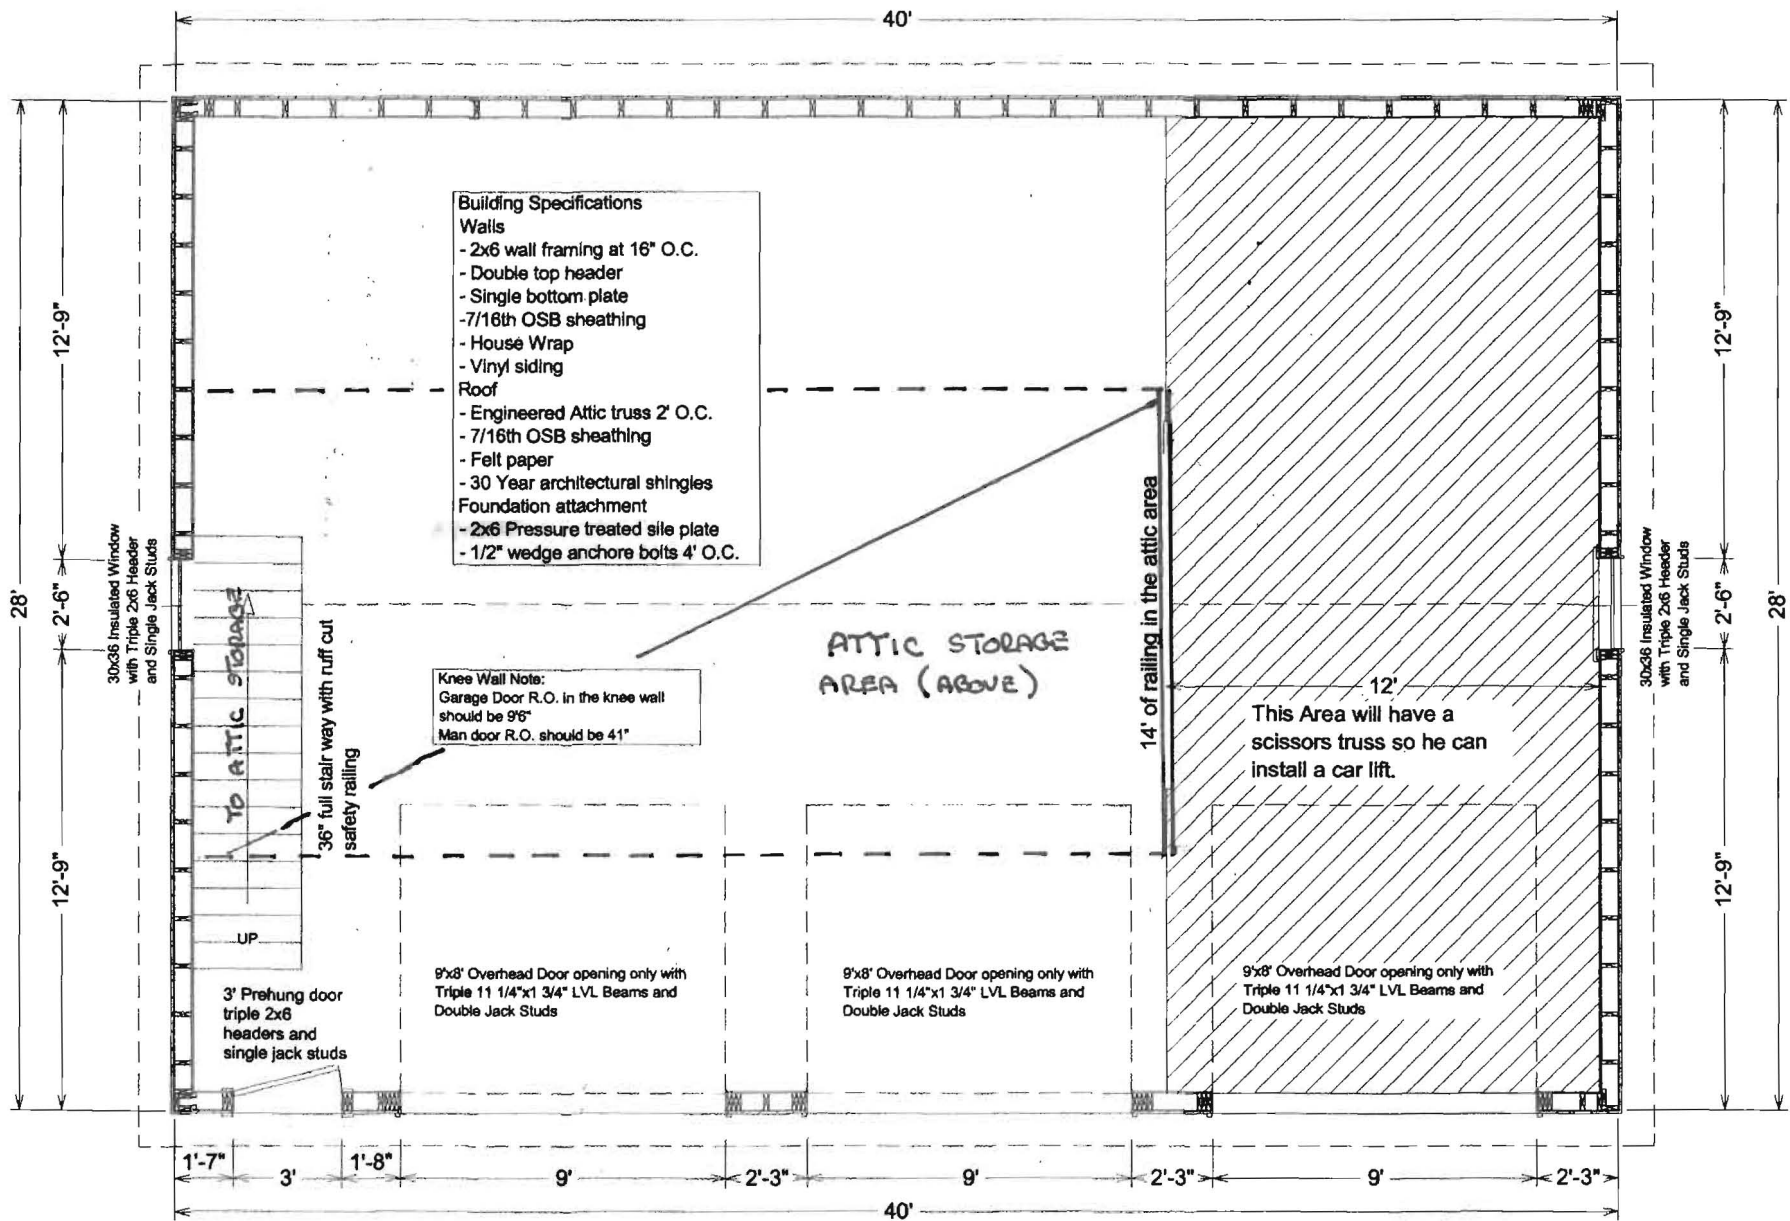 40'
Building Specifications
Walls
- 2x6 wall framing at 16" O.C.
- Double top header
- Single bottom plate
-7/16th OSB sheathing
- House Wrap
- Vinyl siding
Roof
- Engineered Attic truss 2' O.C.
- 7/16th OSB sheathing
- Felt paper
- 30 Year architectural shingles
Foundation attachment
- 2x6 Pressure treated sile plate
- 1/2" wedge anchore bolts 4' O.C.
28'
12'-9"
2'-6"
12'-9"
30x36 Insulated Window
with Triple 2x6 Header
and Single Jack Studs
TO ATTIC STORAGE
UP
36" full stair way with ruff cut
safety railing
Knee Wall Note:
Garage Door R.O. in the knee wall
should be 9'6"
Man door R.O. should be 41"
ATTIC STORAGE
AREA (ABOVE)
14' of railing in the attic area
12'
This Area will have a
scissors truss so he can
install a car lift.
30x36 Insulated Window
with Triple 2x6 Header
and Single Jack Studs
12'-9"
2'-6"
12'-9"
28'
3' Prehung door
triple 2x6
headers and
single jack studs
9'x8' Overhead Door opening only with
Triple 11 1/4"x1 3/4" LVL Beams and
Double Jack Studs
9'x8' Overhead Door opening only with
Triple 11 1/4"x1 3/4" LVL Beams and
Double Jack Studs
9'x8' Overhead Door opening only with
Triple 11 1/4"x1 3/4" LVL Beams and
Double Jack Studs
1'-7"
3'
1'-8"
9'
2'-3"
9'
2'-3"
9'
2'-3"
40'